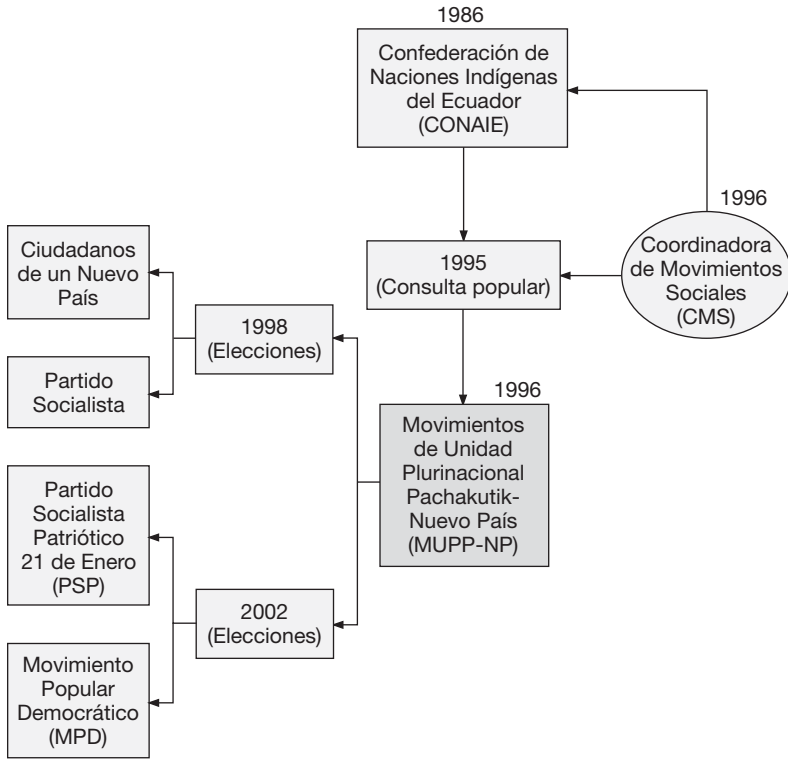 1986
Confederación de
Naciones Indígenas
del Ecuador
(CONAIE)
1996
Coordinadora
de Movimientos
Sociales
(CMS)
1995
(Consulta popular)
Ciudadanos
de un Nuevo
País
1998
(Elecciones)
Partido
Socialista
1996
Movimientos
de Unidad
Plurinacional
Pachakutik-
Nuevo País
(MUPP-NP)
Partido
Socialista
Patriótico
21 de Enero
(PSP)
2002
(Elecciones)
Movimiento
Popular
Democrático
(MPD)